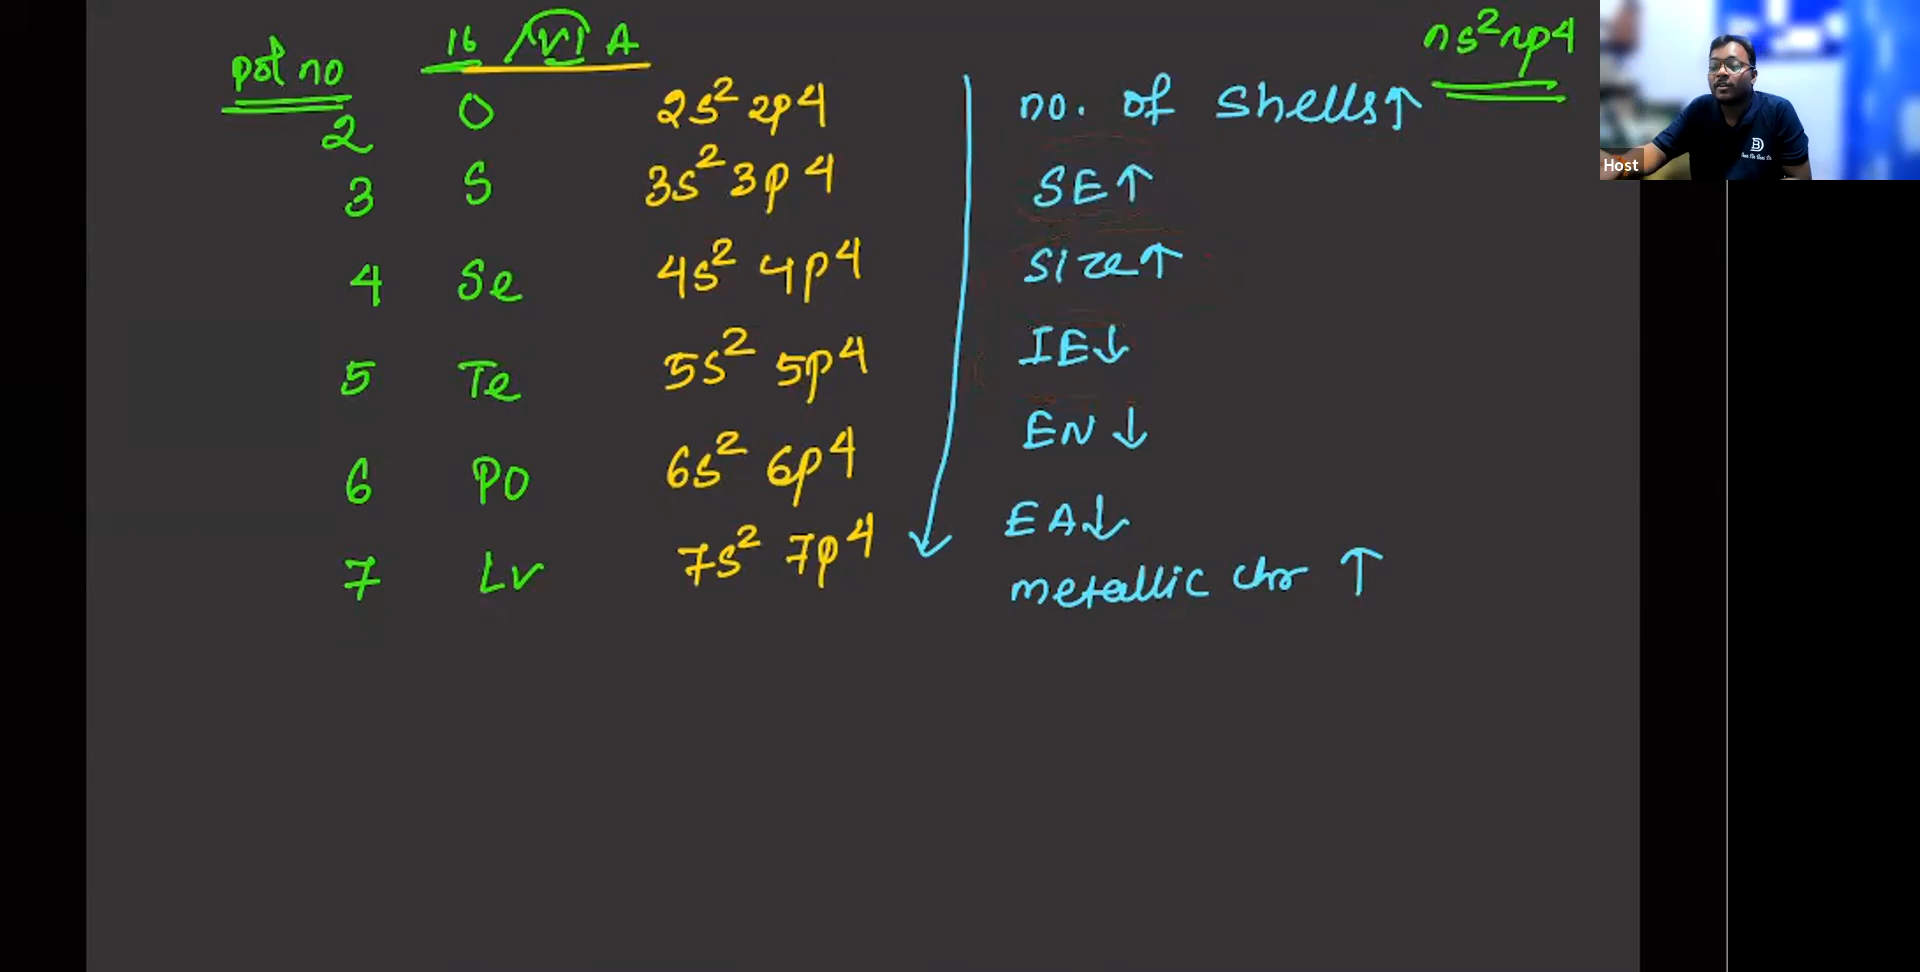 pd no 16 / VI A ns²np4
2 O 2s² 2p4 no. of shells↑
3 S 3s² 3p4 SE↑
4 Se 4s² 4p4 Size↑
5 Te 5s² 5p4 IE↓
EN↓
6 PO 6s² 6p4
EA↓
7 Lv 7s² 7p4 metallic chr ↑
Host